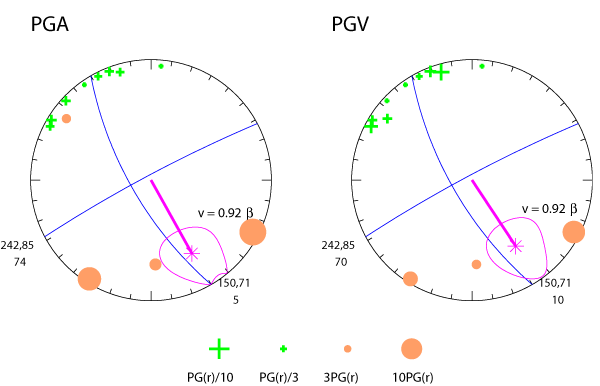 PGA PGV
v = 0.92 β v = 0.92 β
242,85 242,85
74 70
150,71 150,71
5 10
PG(r)/10 PG(r)/3 3PG(r) 10PG(r)